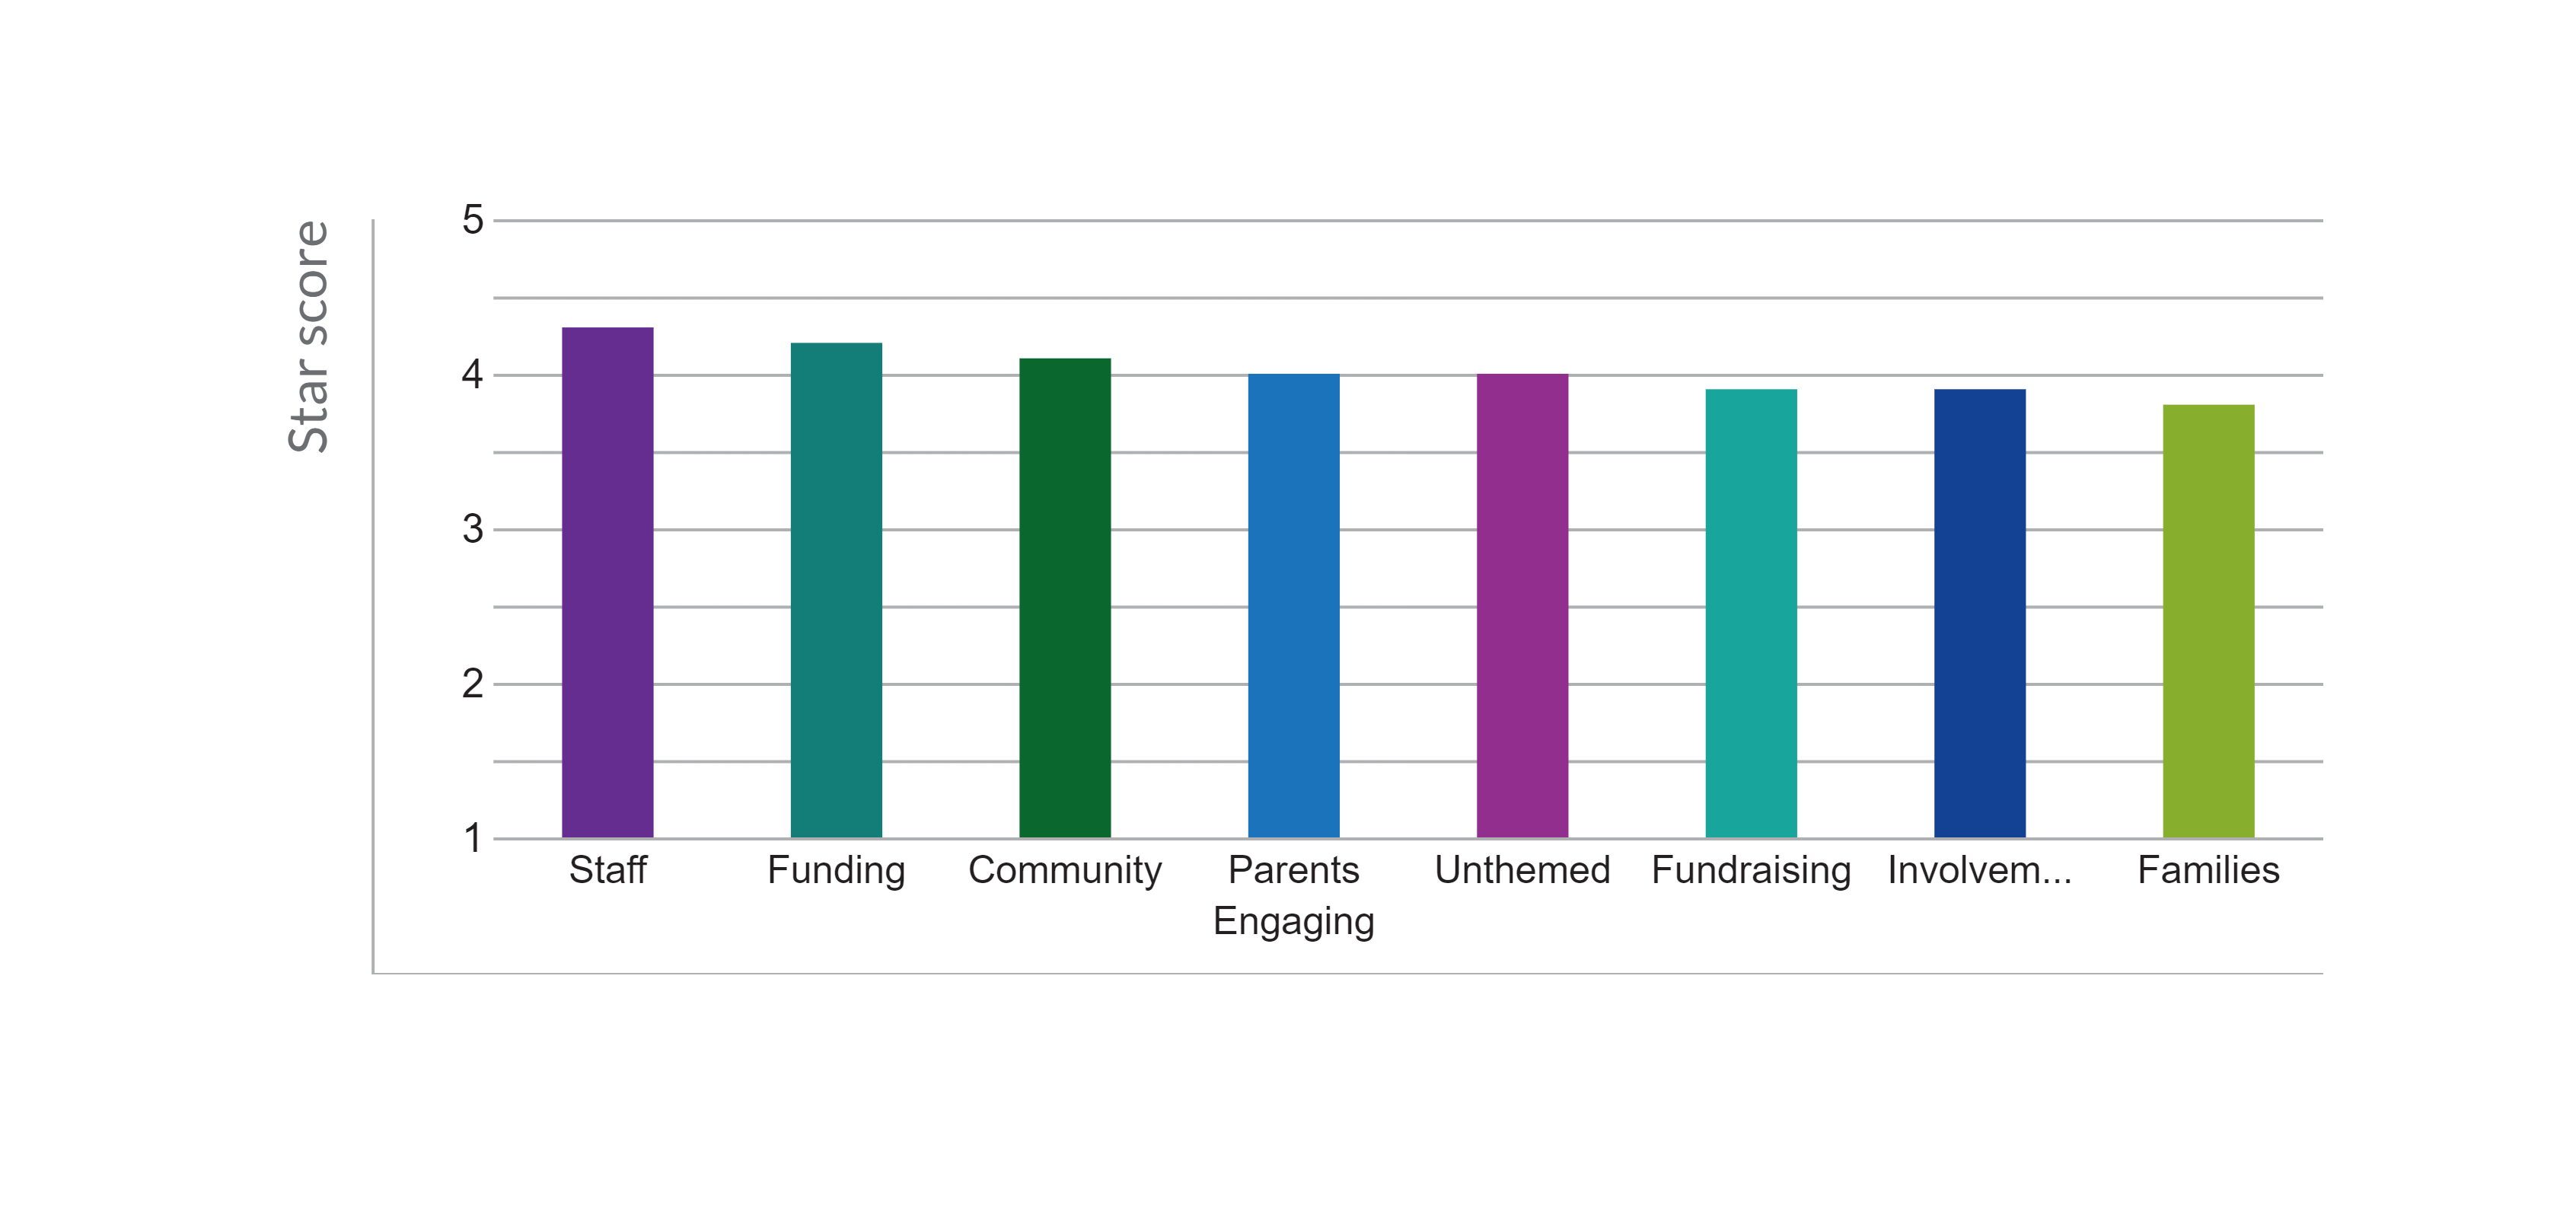 Star score
5
4
3
2
1
Staff
Funding
Community
Parents
Engaging
Unthemed
Fundraising
Involvem...
Families